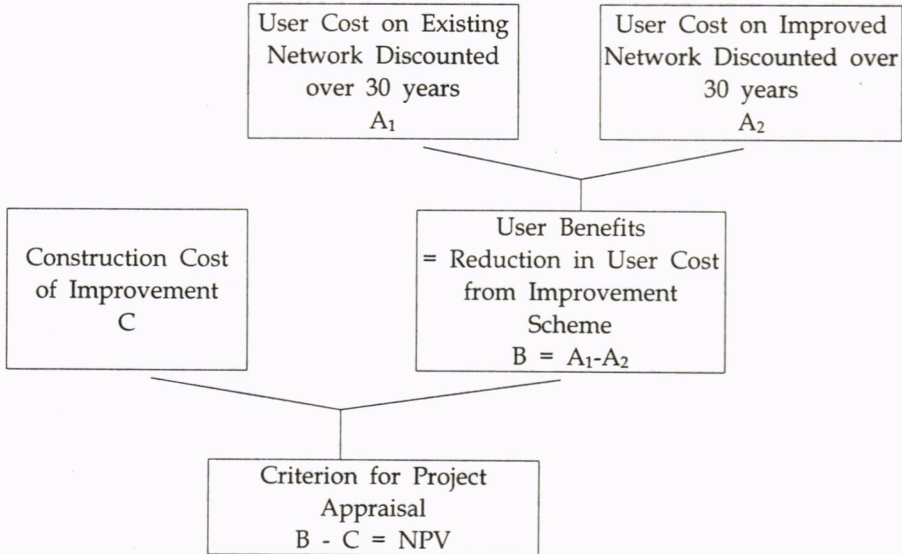 User Cost on Existing
Network Discounted
over 30 years
A₁
User Cost on Improved
Network Discounted over
30 years
A₂
Construction Cost
of Improvement
C
User Benefits
= Reduction in User Cost
from Improvement
Scheme
B = A₁-A₂
Criterion for Project
Appraisal
B - C = NPV